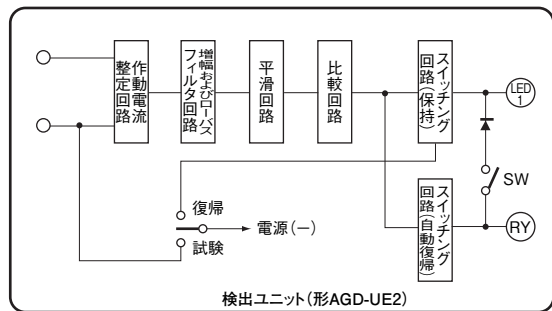 作動電流
整定回路
増幅およびローパス
フィルタ回路
平滑回路
比較回路
スイッチング
回路(保持)
LED
1
SW
復帰
電源(−)
試験
スイッチング
回路(自動復帰)
RY
検出ユニット(形AGD-UE2)